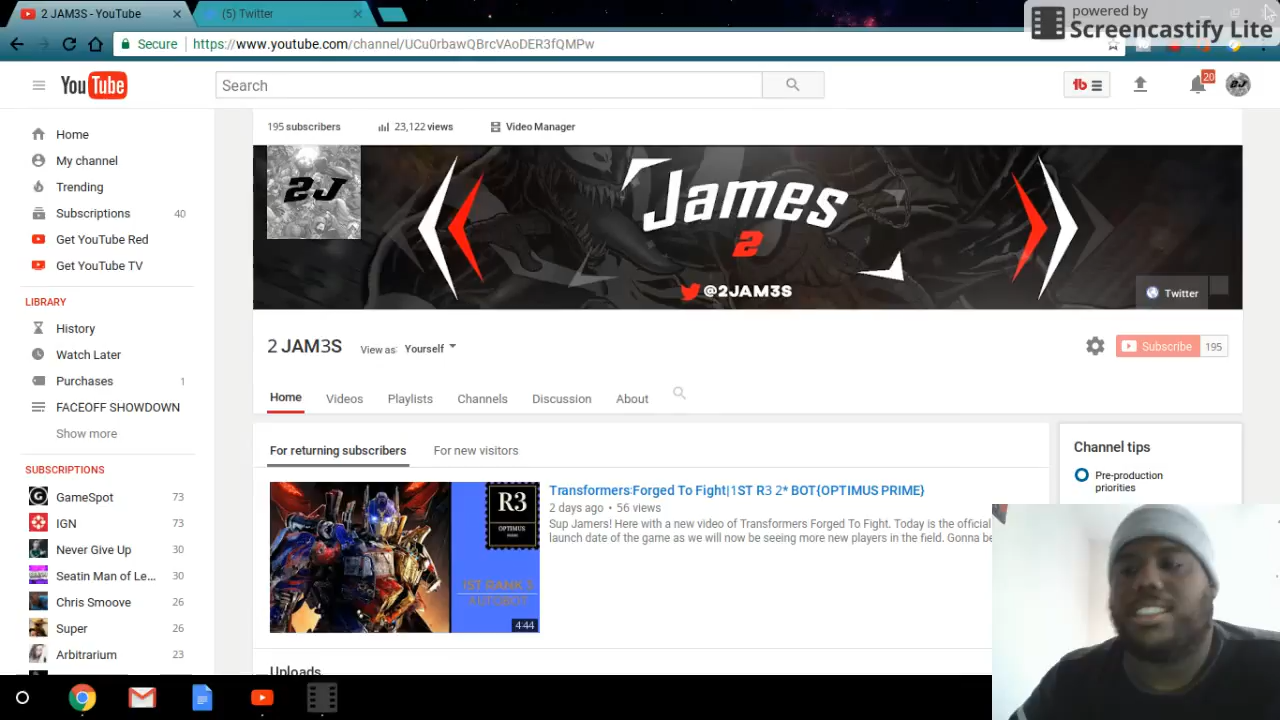 2 JAM3S - YouTube
(5) Twitter
powered by
Screencastify Lite
Secure
https://www.youtube.com/channel/UCu0rbawQBrcVAoDER3fQMPw
YouTube
Search
20
2J
195 subscribers
23,122 views
Video Manager
Home
My channel
Trending
Subscriptions 40
Get YouTube Red
Get YouTube TV
LIBRARY
History
Watch Later
Purchases 1
FACEOFF SHOWDOWN
Show more
SUBSCRIPTIONS
GameSpot 73
IGN 73
Never Give Up 30
Seatin Man of Le... 30
Chris Smoove 26
Super 26
Arbitrarium 23
2J
James
2
@2JAM3S
Twitter
2 JAM3S
View as: Yourself
Subscribe 195
Home
Videos
Playlists
Channels
Discussion
About
For returning subscribers
For new visitors
R3
OPTIMUS
1ST RANK 3
AUTOBOT
4:44
Transformers:Forged To Fight|1ST R3 2* BOT{OPTIMUS PRIME}
2 days ago • 56 views
Sup Jamers! Here with a new video of Transformers Forged To Fight. Today is the official
launch date of the game as we will now be seeing more new players in the field. Gonna be
Uploads
Channel tips
Pre-production
priorities